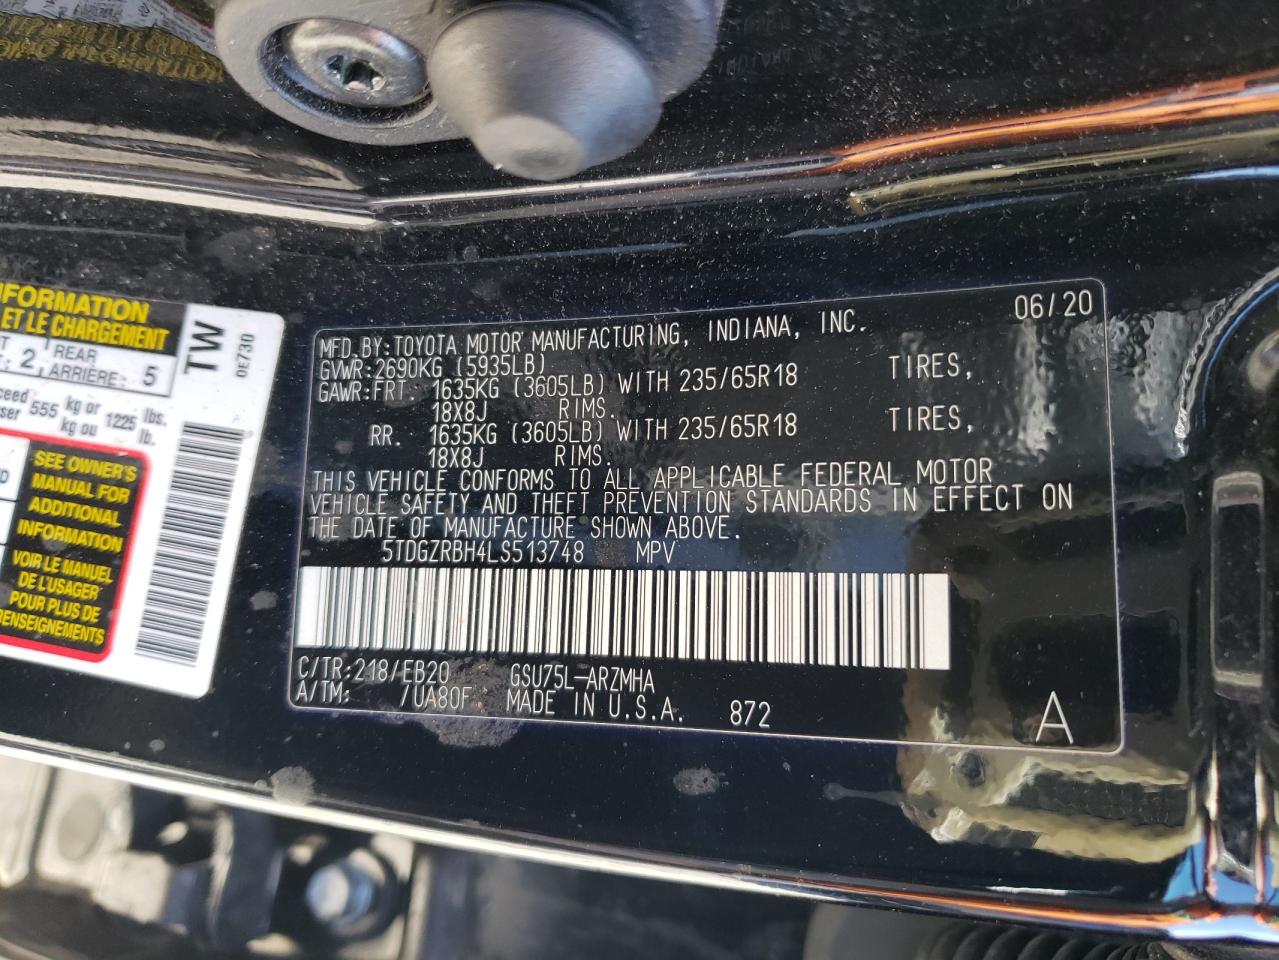 NFORMATION
ET LE CHARGEMENT
2, REAR
ARRIÈRE: 5
TW
0E730
555 kg or 1225 lbs.
kg ou lb.
SEE OWNER'S
MANUAL FOR
ADDITIONAL
INFORMATION
VOIR LE MANUEL
DE L'USAGER
POUR PLUS DE
RENSEIGNEMENTS
06/20
MFD.BY:TOYOTA MOTOR MANUFACTURING, INDIANA, INC.
GVWR:2690KG (5935LB)
GAWR:FRT. 1635KG (3605LB) WITH 235/65R18 TIRES,
18X8J RIMS.
RR. 1635KG (3605LB) WITH 235/65R18 TIRES,
18X8J RIMS.
THIS VEHICLE CONFORMS TO ALL APPLICABLE FEDERAL MOTOR
VEHICLE SAFETY AND THEFT PREVENTION STANDARDS IN EFFECT ON
THE DATE OF MANUFACTURE SHOWN ABOVE.
5TDGZRBH4LS513748 MPV
C/TR:218/EB20 GSU75L-ARZMHA
A/TM: /UA80F MADE IN U.S.A. 872
A